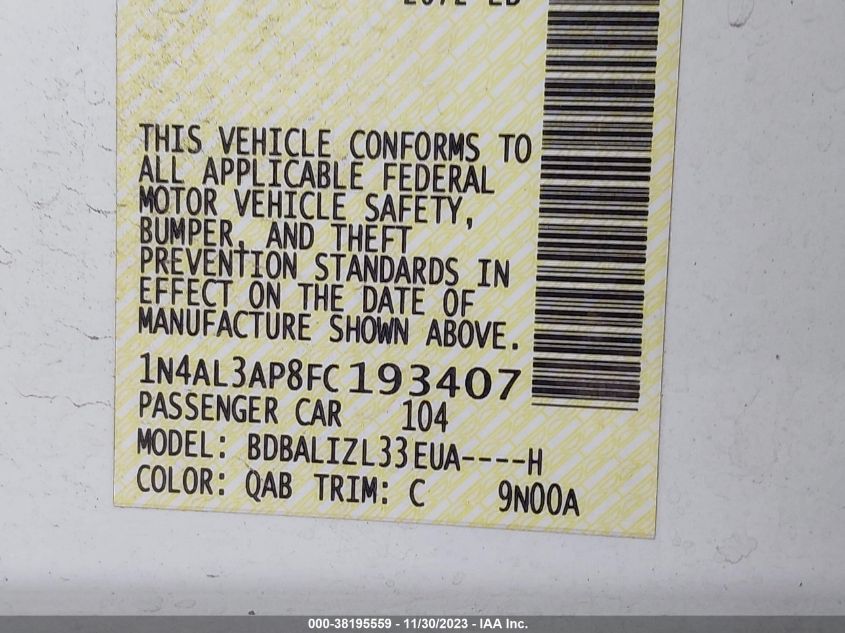 THIS VEHICLE CONFORMS TO
ALL APPLICABLE FEDERAL
MOTOR VEHICLE SAFETY,
BUMPER, AND THEFT
PREVENTION STANDARDS IN
EFFECT ON THE DATE OF
MANUFACTURE SHOWN ABOVE.
1N4AL3AP8FC193407
PASSENGER CAR 104
MODEL: BDBALIZL33EUA----H
COLOR: QAB TRIM: C 9N00A
000-38195559 - 11/30/2023 - IAA Inc.